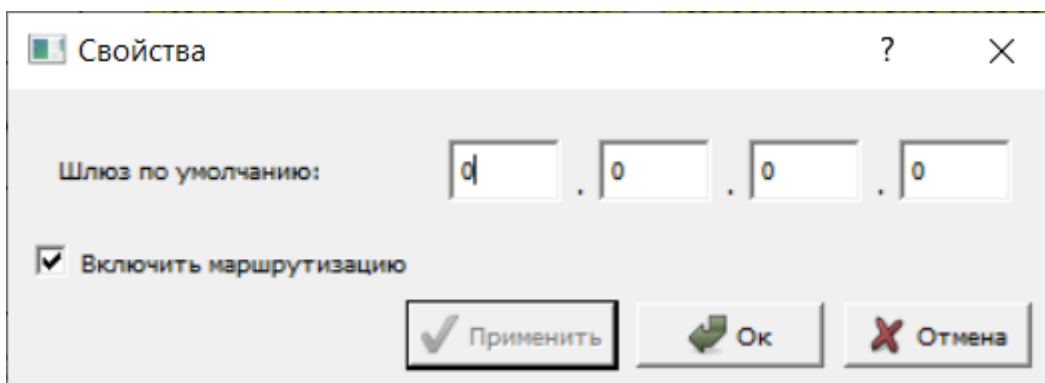 Свойства ?
Шлюз по умолчанию: 0 . 0 . 0 . 0
Включить маршрутизацию
Применить Ок Отмена